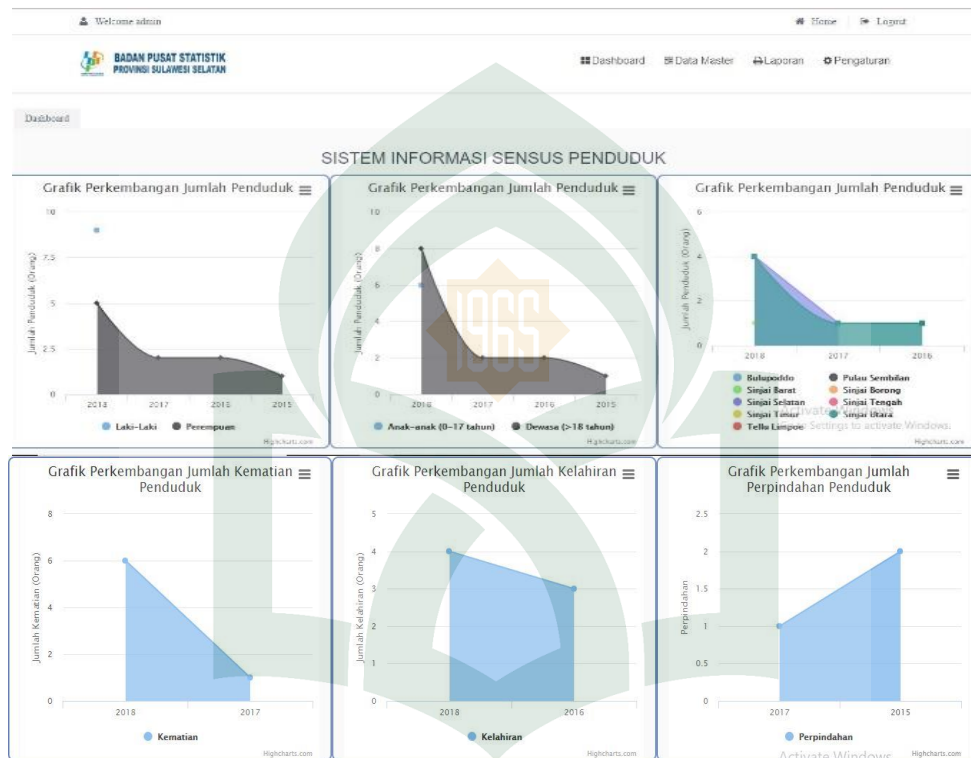 Welcome admin
Home Logout
BADAN PUSAT STATISTIK
PROVINSI SULAWESI SELATAN
Dashboard Data Master Laporan Pengaturan
Dashboard
SISTEM INFORMASI SENSUS PENDUDUK
Grafik Perkembangan Jumlah Penduduk
Jumlah Penduduk (Orang)
10
7.5
5
2.5
0
2018 2017 2016 2015
Laki-Laki Perempuan
Highcharts.com
Grafik Perkembangan Jumlah Penduduk
Jumlah Penduduk (Orang)
10
8
6
4
2
0
2018 2017 2016 2015
Anak-anak (0-17 tahun) Dewasa (>18 tahun)
Highcharts.com
Grafik Perkembangan Jumlah Penduduk
Jumlah Penduduk (Orang)
6
4
2
0
2018 2017 2016
Bulupoddo Pulau Sembilan
Sinjai Barat Sinjai Borong
Sinjai Selatan Sinjai Tengah
Sinjai Timur Sinjai Utara
Tellu Limpoe
Activate Windows
Settings to activate Windows.
Highcharts.com
1965
Grafik Perkembangan Jumlah Kematian
Penduduk
Jumlah Kematian (Orang)
8
6
4
2
0
2018 2017
Kematian
Highcharts.com
Grafik Perkembangan Jumlah Kelahiran
Penduduk
Jumlah Kelahiran (Orang)
5
4
3
2
1
0
2018 2016
Kelahiran
Highcharts.com
Grafik Perkembangan Jumlah
Perpindahan Penduduk
Perpindahan
2.5
2
1.5
1
0.5
0
2017 2015
Perpindahan
Activate Windows
Highcharts.com